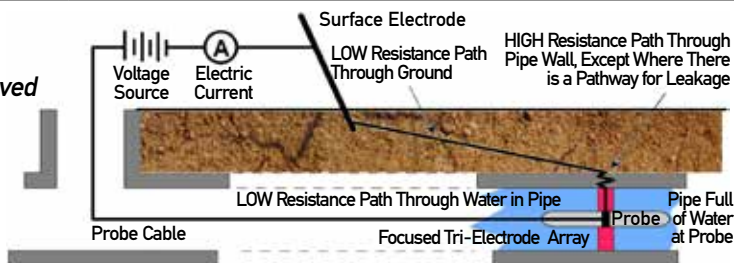 Surface Electrode
ved
Voltage
Source
A
Electric
Current
LOW Resistance Path
Through Ground
HIGH Resistance Path Through
Pipe Wall, Except Where There
is a Pathway for Leakage
LOW Resistance Path Through Water in Pipe
Probe Cable
Focused Tri-Electrode Array
Probe
Pipe Full
of Water
at Probe